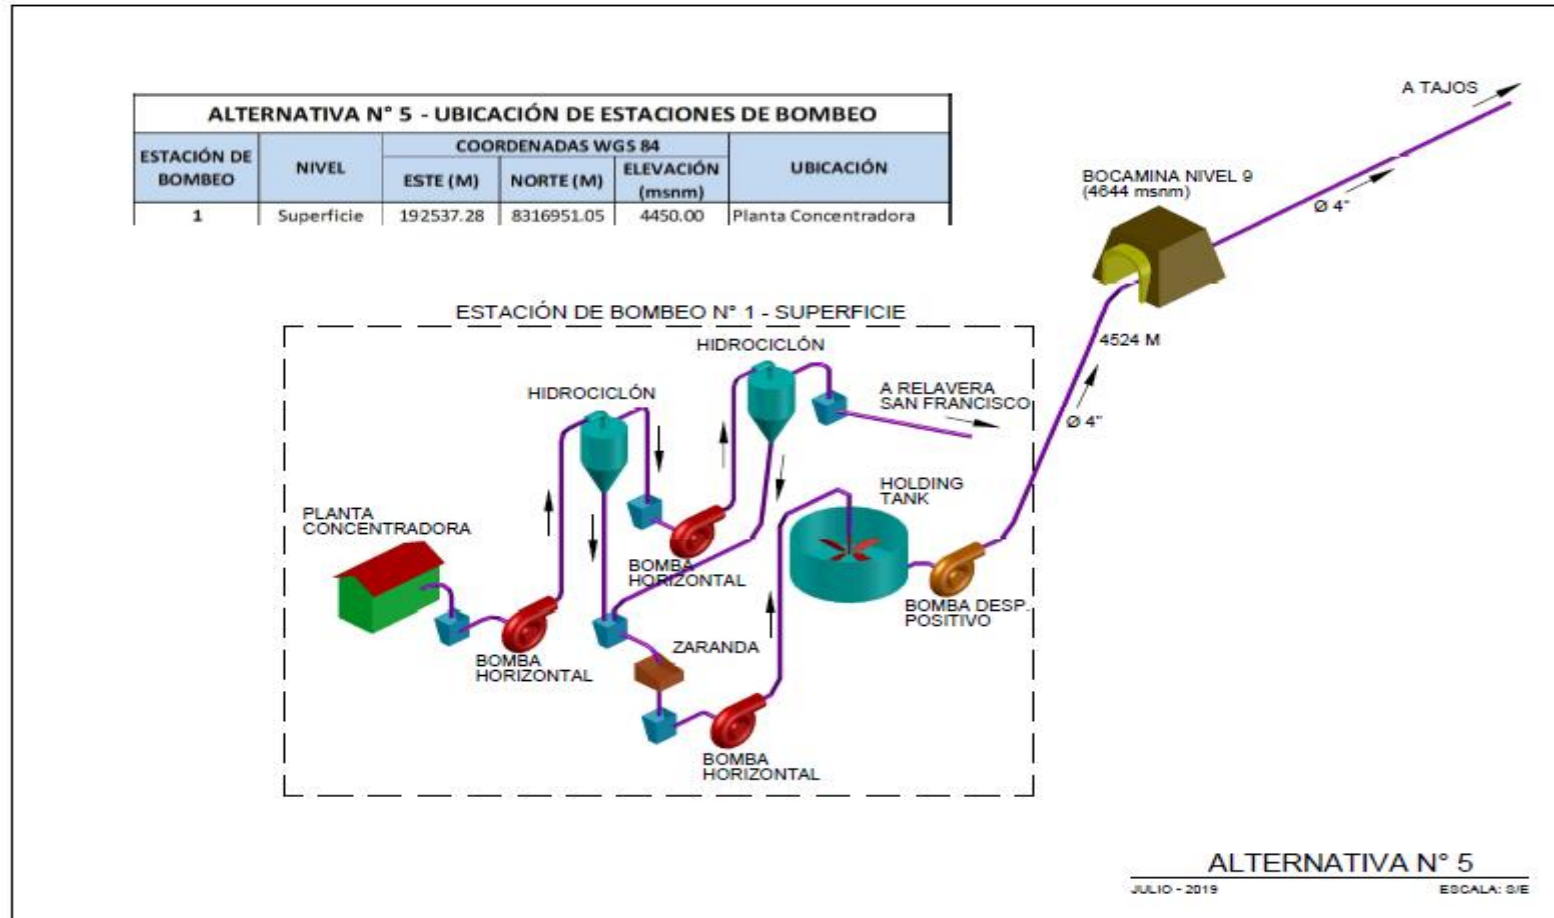 ALTERNATIVA N° 5 - UBICACIÓN DE ESTACIONES DE BOMBEO
ESTACIÓN DE BOMBEO NIVEL COORDENADAS WGS 84 UBICACIÓN
ESTE (M) NORTE (M) ELEVACIÓN (msnm)
1 Superficie 192537.28 8316951.05 4450.00 Planta Concentradora
A TAJOS
BOCAMINA NIVEL 9
(4644 msnm)
Ø 4"
4524 M
Ø 4"
ESTACIÓN DE BOMBEO N° 1 - SUPERFICIE
HIDROCICLÓN
HIDROCICLÓN
A RELAVERA
SAN FRANCISCO
HOLDING
TANK
PLANTA
CONCENTRADORA
BOMBA
HORIZONTAL
BOMBA DESP.
POSITIVO
ZARANDA
BOMBA
HORIZONTAL
BOMBA
HORIZONTAL
ALTERNATIVA N° 5
JULIO - 2019 ESCALA: S/E